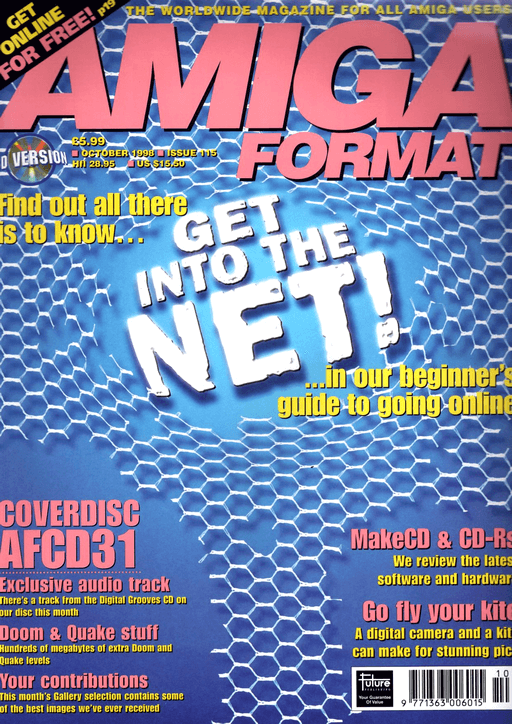 GET
ONLINE
FOR FREE! p19
THE WORLDWIDE MAGAZINE FOR ALL AMIGA USERS
AMIGA
FORMAT
D VERSION
£5.99
■ OCTOBER 1998 ■ ISSUE 115
Hfl 28.95 ■ US $15.50
Find out all there
is to know...
GET
INTO THE
NET!
...in our beginner's
guide to going online
COVERDISC
AFCD31
Exclusive audio track
There's a track from the Digital Grooves CD on
our disc this month
Doom & Quake stuff
Hundreds of megabytes of extra Doom and
Quake levels
Your contributions
This month's Gallery selection contains some
of the best images we've ever received
MakeCD & CD-Rs
We review the lates
software and hardwar
Go fly your kite
A digital camera and a kit
can make for stunning pic
Future
PUBLISHING
Your Guarantee
Of Value
10
9 771363 006015